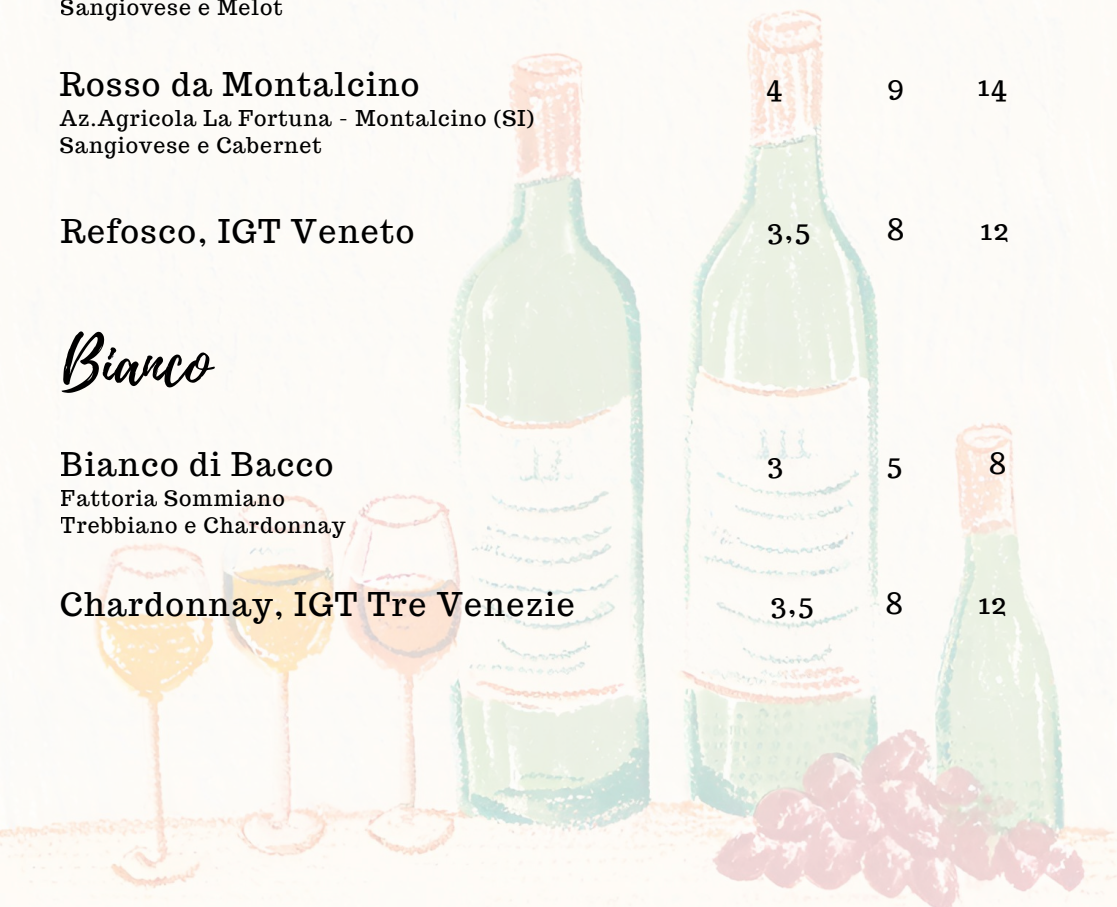 Sangiovese e Melot
Rosso da Montalcino 4 9 14
Az.Agricola La Fortuna - Montalcino (SI)
Sangiovese e Cabernet
Refosco, IGT Veneto 3,5 8 12
Bianco
Bianco di Bacco 3 5 8
Fattoria Sommiano
Trebbiano e Chardonnay
Chardonnay, IGT Tre Venezie 3,5 8 12